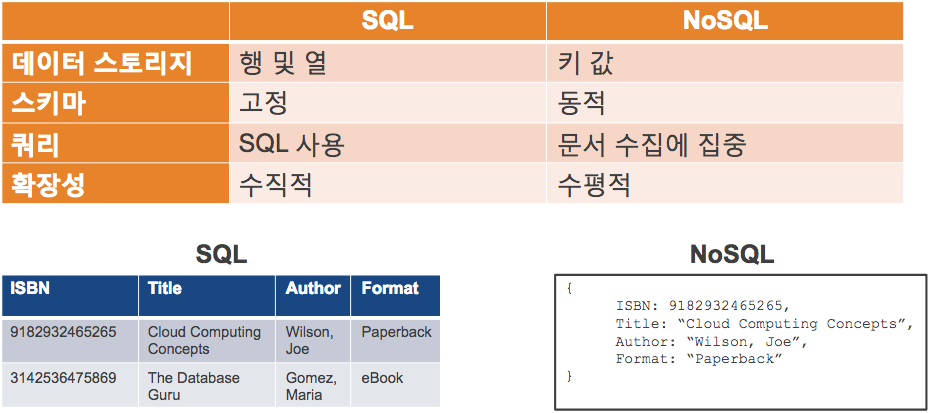 SQL NoSQL
데이터 스토리지 행 및 열 키 값
스키마 고정 동적
쿼리 SQL 사용 문서 수집에 집중
확장성 수직적 수평적
SQL
ISBN Title Author Format
9182932465265 Cloud Computing Concepts Wilson, Joe Paperback
3142536475869 The Database Guru Gomez, Maria eBook
NoSQL
{
ISBN: 9182932465265,
Title: “Cloud Computing Concepts”,
Author: “Wilson, Joe”,
Format: “Paperback”
}